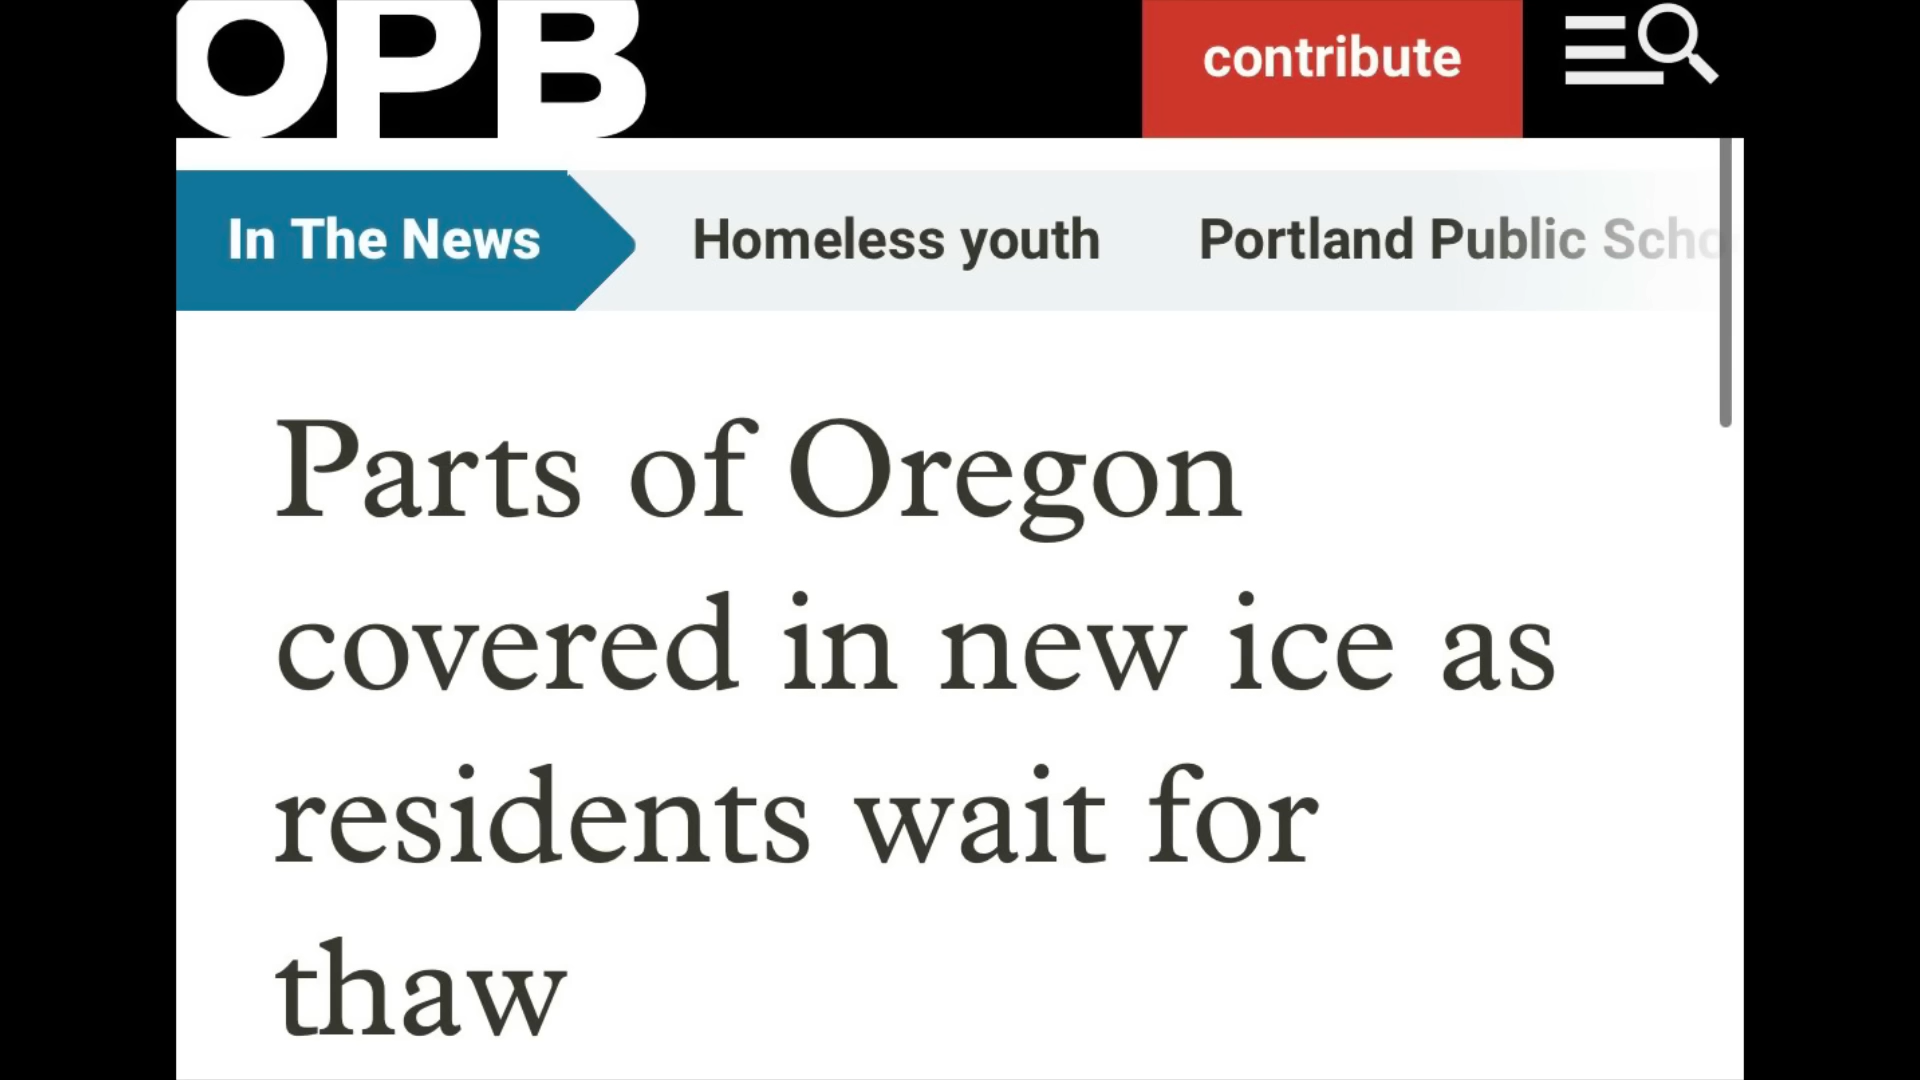 OPB
contribute
In The News Homeless youth Portland Public Scho
Parts of Oregon
covered in new ice as
residents wait for
thaw